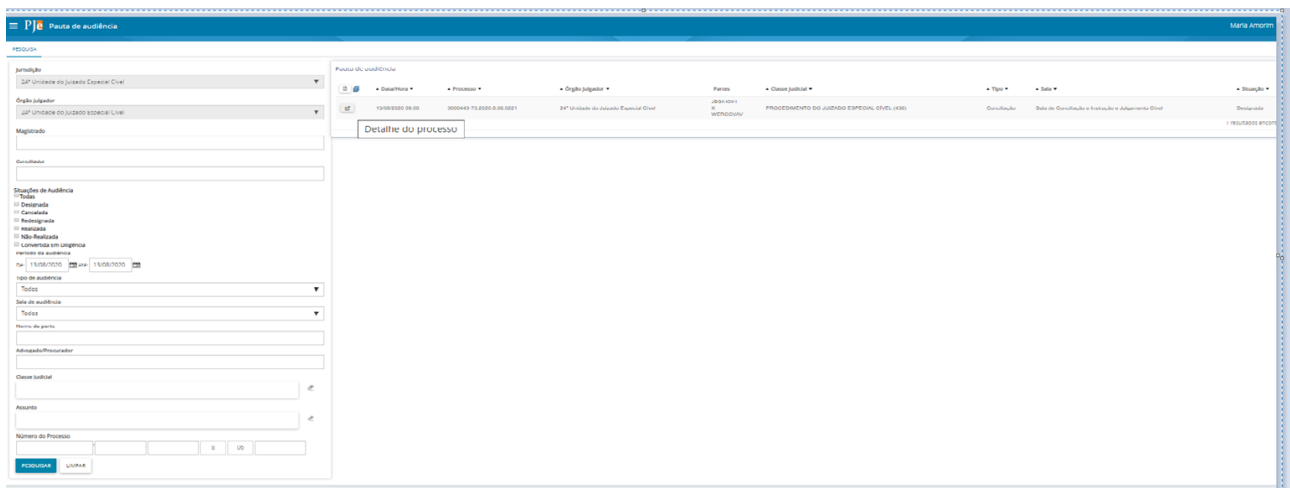 PJe Pauta de audiência
Maria Amorim
PESQUISA
Jurisdição
24ª Unidade do Juizado Especial Cível
Órgão Julgador
24ª Unidade do Juizado Especial Cível
Magistrado
Conciliador
Situações de Audiência
Todas
Designada
Cancelada
Redesignada
Realizada
Não-Realizada
Convertida em Diligência
Período da audiência
De 13/08/2020 até 13/08/2020
Tipo de audiência
Todos
Sala de audiência
Todos
Nome da parte
Advogado/Procurador
Classe judicial
Assunto
Número do Processo
8 06
PESQUISAR LIMPAR
Pauta de audiência
Data/Hora Processo Órgão Julgador Partes Classe judicial Tipo Sala Situação
13/08/2020 09:00 24ª Unidade do Juizado Especial Cível X PROCEDIMENTO DO JUIZADO ESPECIAL CÍVEL (436) Conciliação Sala de Conciliação e Instrução e Julgamento Cível Designada
1 resultados encont
Detalhe do processo